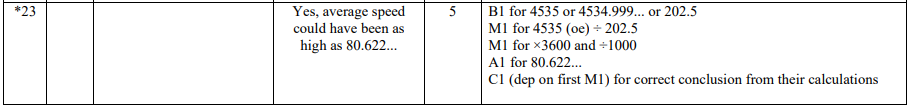 *23
Yes, average speed
could have been as
high as 80.622...
5
B1 for 4535 or 4534.999... or 202.5
M1 for 4535 (oe) ÷ 202.5
M1 for ×3600 and ÷1000
A1 for 80.622...
C1 (dep on first M1) for correct conclusion from their calculations